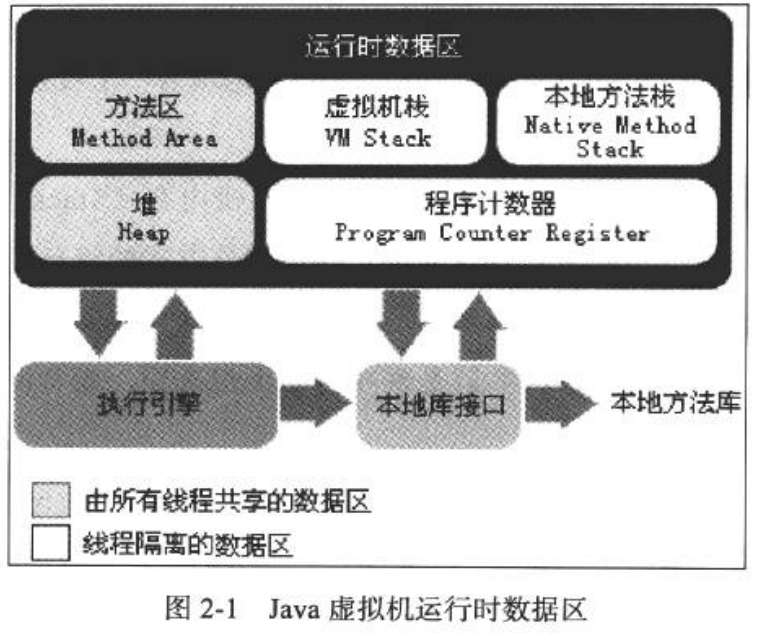 运行时数据区
方法区
Method Area
虚拟机栈
VM Stack
本地方法栈
Native Method
Stack
堆
Heap
程序计数器
Program Counter Register
执行引擎
本地库接口
本地方法库
由所有线程共享的数据区
线程隔离的数据区
图 2-1 Java 虚拟机运行时数据区